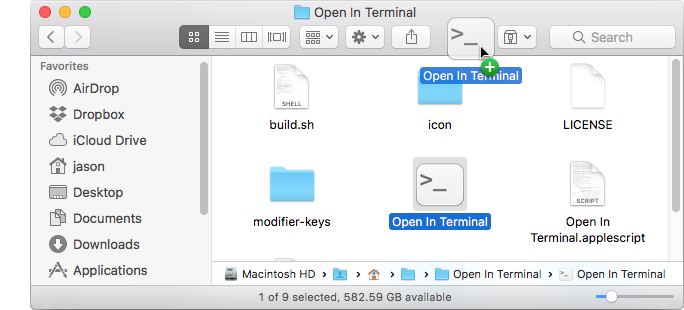 Open In Terminal
Search
>_
Open In Terminal
Favorites
AirDrop
Dropbox
iCloud Drive
jason
Desktop
Documents
Downloads
Applications
SHELL
build.sh
icon
LICENSE
modifier-keys
>_
Open In Terminal
SCRIPT
Open In
Terminal.applescript
Macintosh HD › › › › Open In Terminal › Open In Terminal
1 of 9 selected, 582.59 GB available